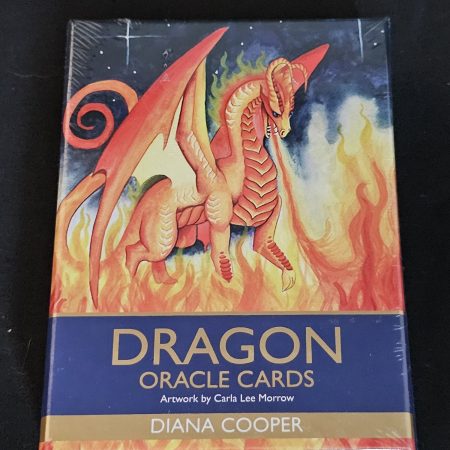 DRAGON
ORACLE CARDS
Artwork by Carla Lee Morrow
DIANA COOPER